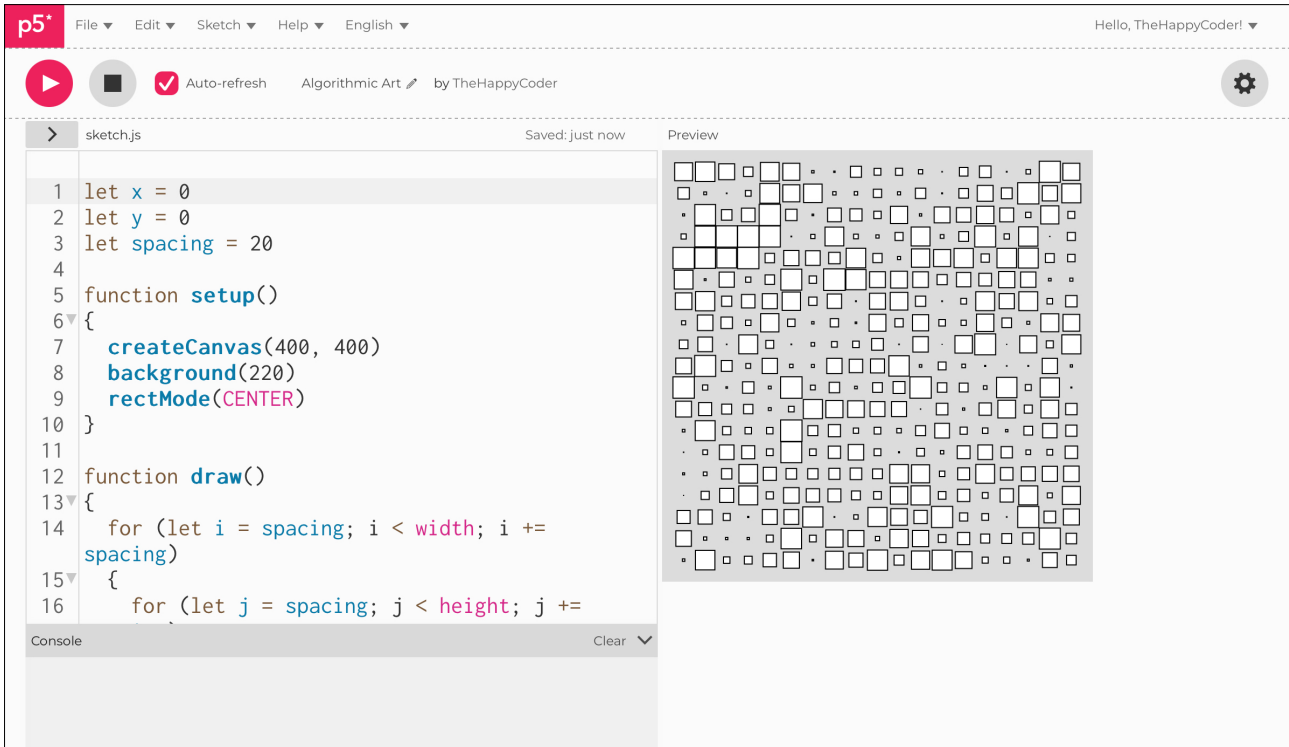 p5* File Edit Sketch Help English Hello, TheHappyCoder!
Auto-refresh Algorithmic Art by TheHappyCoder
sketch.js Saved: just now Preview
1 let x = 0
2 let y = 0
3 let spacing = 20
4
5 function setup()
6 {
7 createCanvas(400, 400)
8 background(220)
9 rectMode(CENTER)
10 }
11
12 function draw()
13 {
14 for (let i = spacing; i < width; i +=
spacing)
15 {
16 for (let j = spacing; j < height; j +=
Console Clear